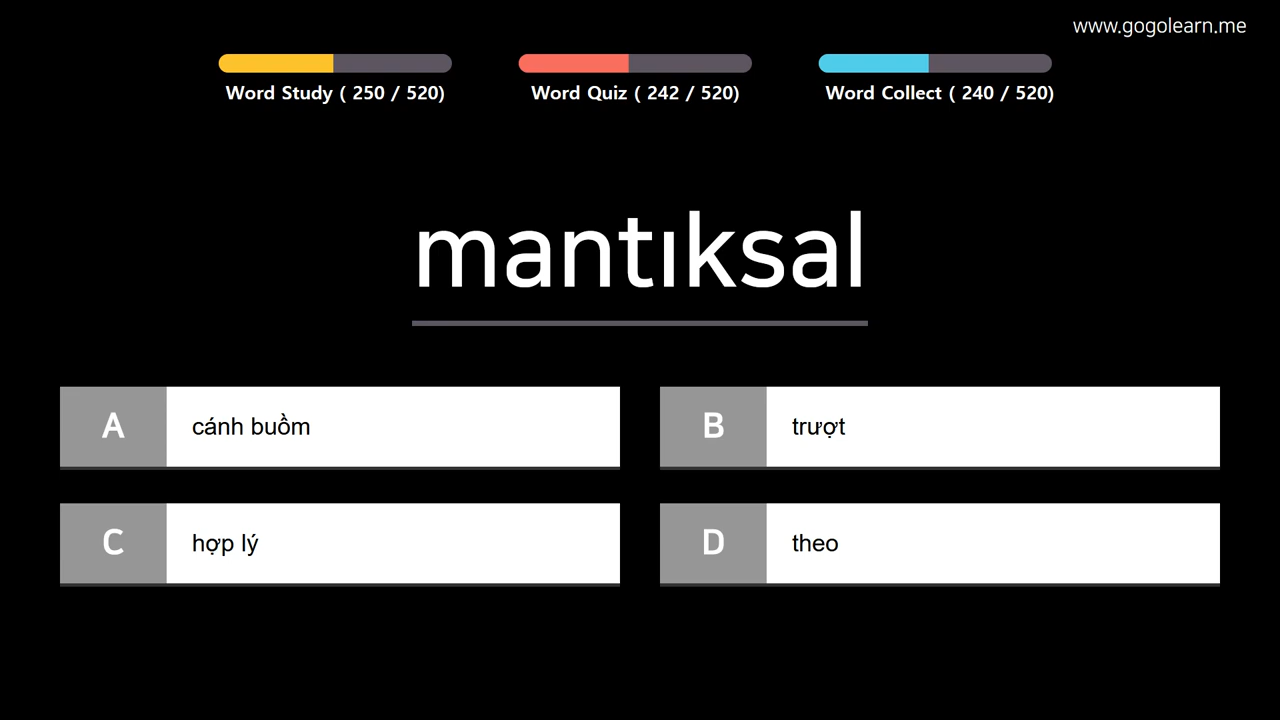 www.gogolearn.me
Word Study ( 250 / 520)
Word Quiz ( 242 / 520)
Word Collect ( 240 / 520)
mantıksal
A cánh buồm
B trượt
C hợp lý
D theo